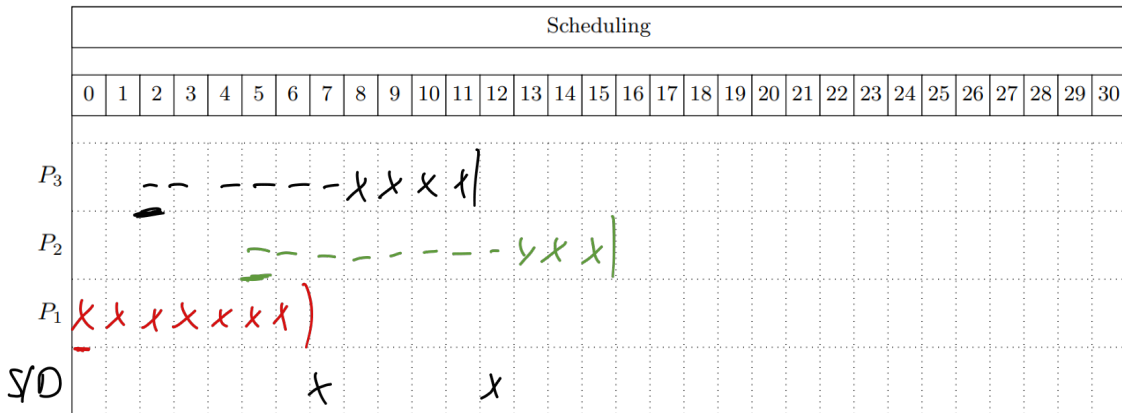 Scheduling
0 1 2 3 4 5 6 7 8 9 10 11 12 13 14 15 16 17 18 19 20 21 22 23 24 25 26 27 28 29 30
P3 -- - - - - - x x x x|
P2 - - - - - - - - x x x|
P1 x x x x x x x)
S/D x x